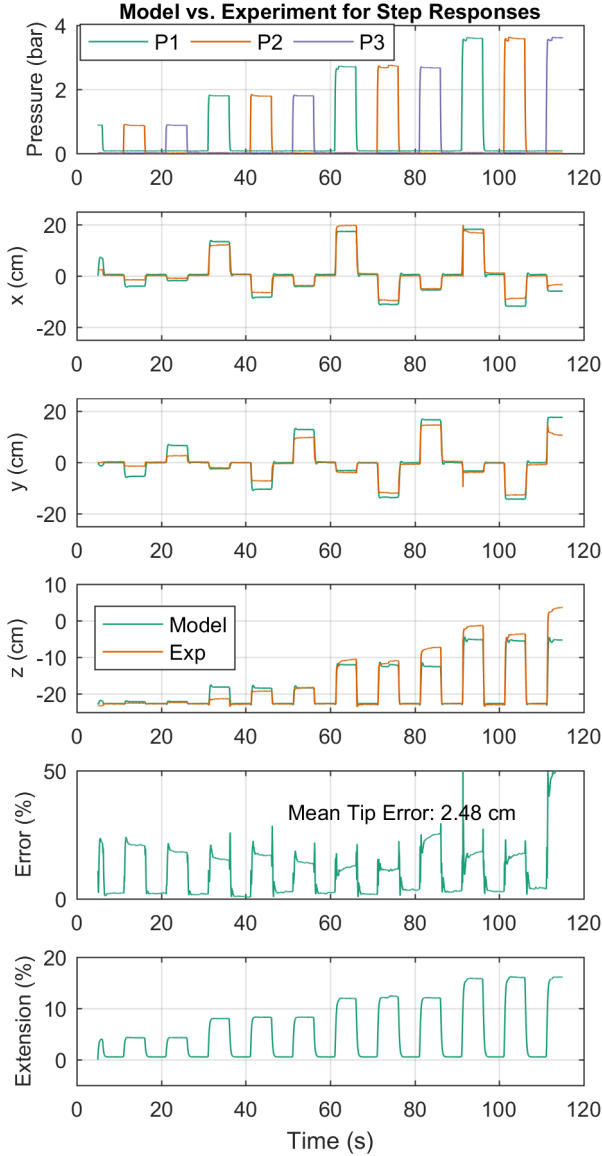 Model vs. Experiment for Step Responses
P1 P2 P3
Pressure (bar)
4
2
0
0 20 40 60 80 100 120
x (cm)
20
0
-20
0 20 40 60 80 100 120
y (cm)
20
0
-20
0 20 40 60 80 100 120
z (cm)
10
0
-10
-20
Model
Exp
0 20 40 60 80 100 120
Error (%)
50
0
Mean Tip Error: 2.48 cm
0 20 40 60 80 100 120
Extension (%)
20
10
0
0 20 40 60 80 100 120
Time (s)